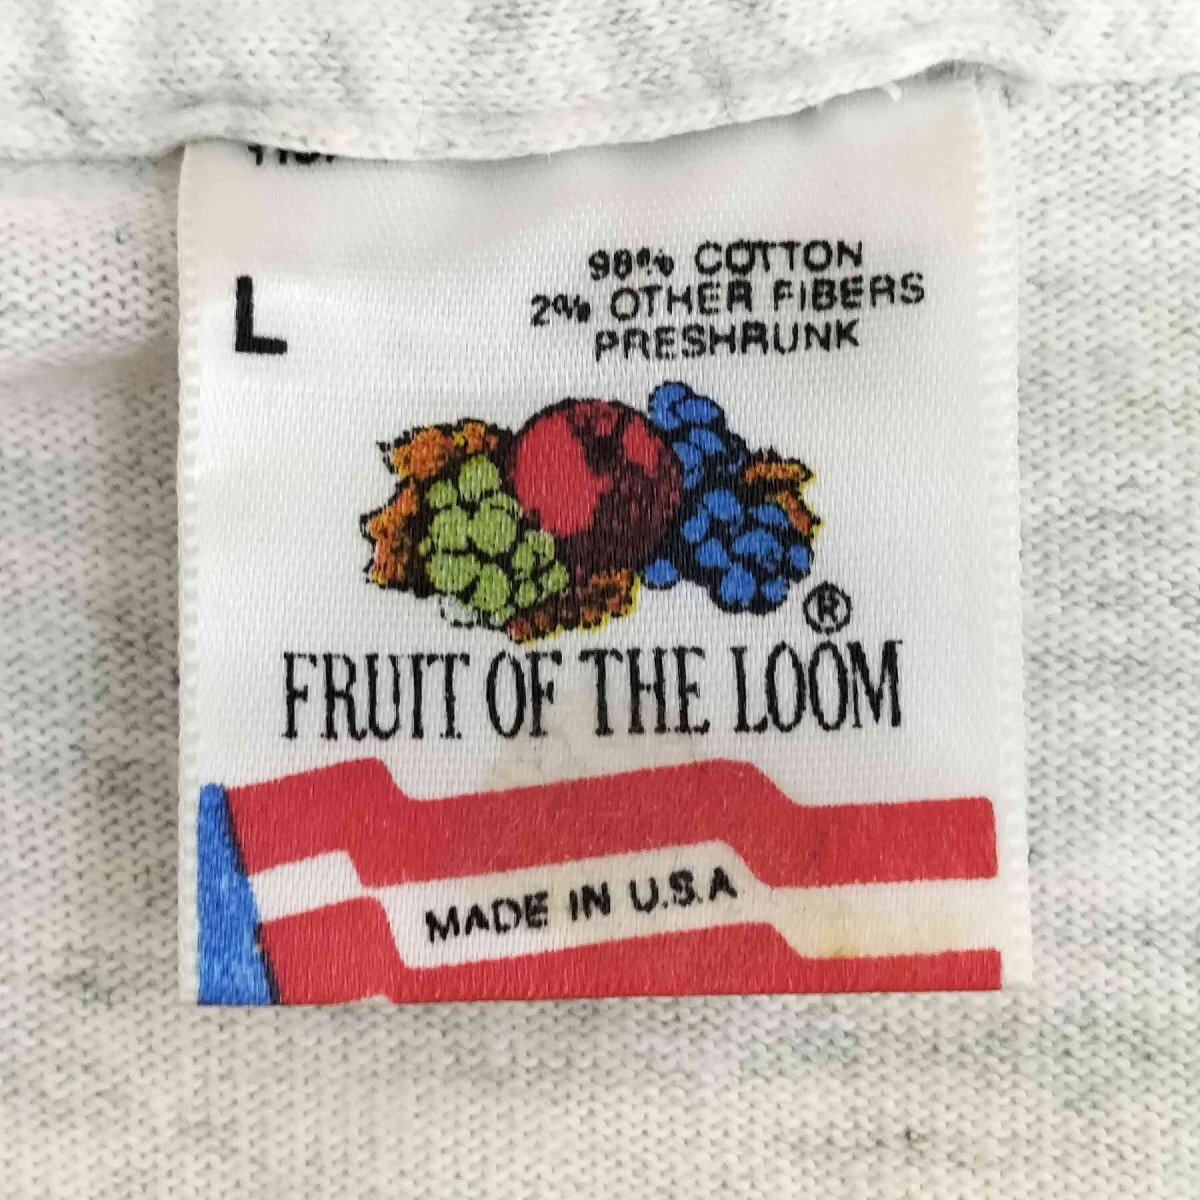 L
98% COTTON
2% OTHER FIBERS
PRESHRUNK
®
FRUIT OF THE LOOM
MADE IN U.S.A